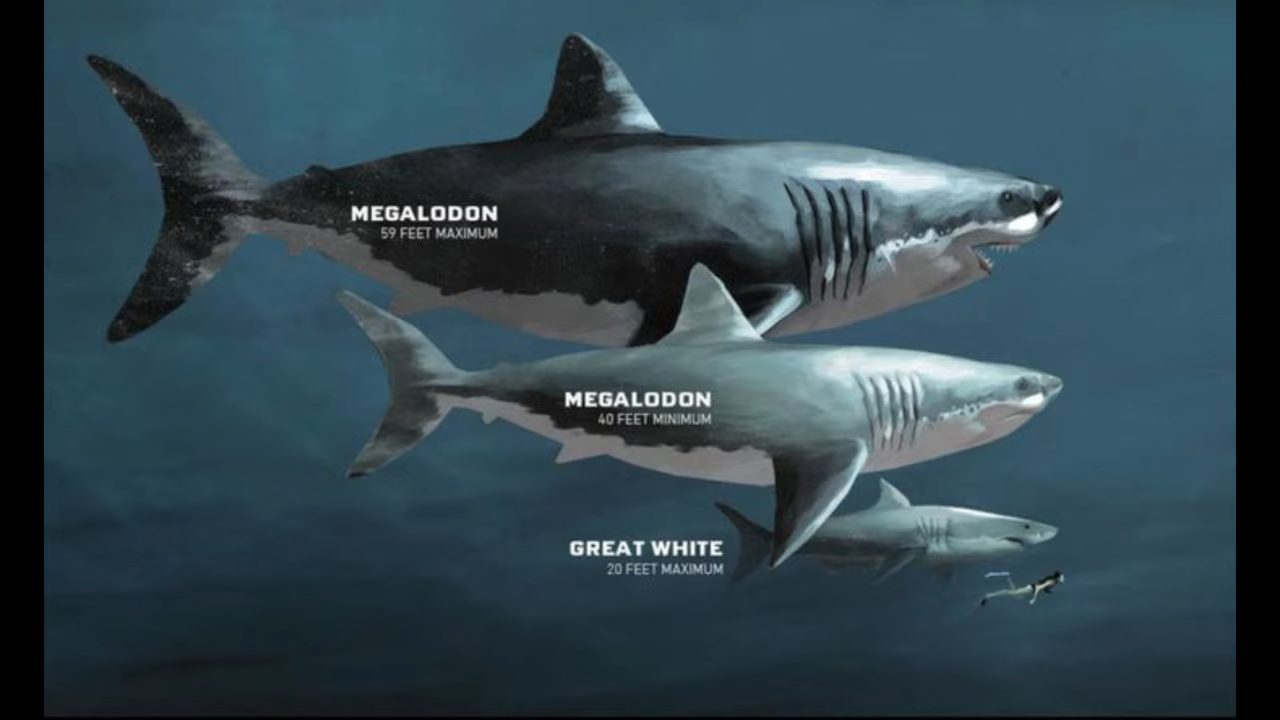 MEGALODON
59 FEET MAXIMUM
MEGALODON
40 FEET MINIMUM
GREAT WHITE
20 FEET MAXIMUM